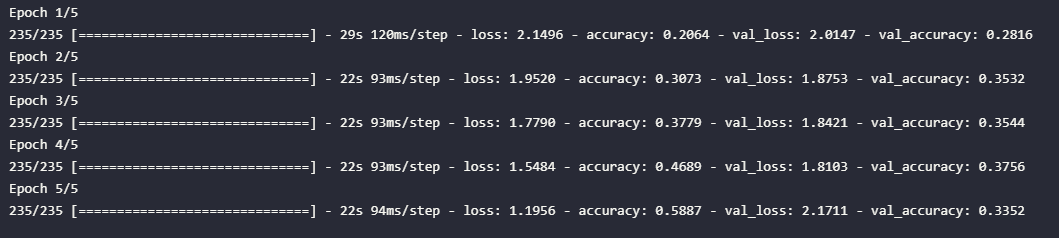 Epoch 1/5
235/235 [==============================] - 29s 120ms/step - loss: 2.1496 - accuracy: 0.2064 - val_loss: 2.0147 - val_accuracy: 0.2816
Epoch 2/5
235/235 [==============================] - 22s 93ms/step - loss: 1.9520 - accuracy: 0.3073 - val_loss: 1.8753 - val_accuracy: 0.3532
Epoch 3/5
235/235 [==============================] - 22s 93ms/step - loss: 1.7790 - accuracy: 0.3779 - val_loss: 1.8421 - val_accuracy: 0.3544
Epoch 4/5
235/235 [==============================] - 22s 93ms/step - loss: 1.5484 - accuracy: 0.4689 - val_loss: 1.8103 - val_accuracy: 0.3756
Epoch 5/5
235/235 [==============================] - 22s 94ms/step - loss: 1.1956 - accuracy: 0.5887 - val_loss: 2.1711 - val_accuracy: 0.3352